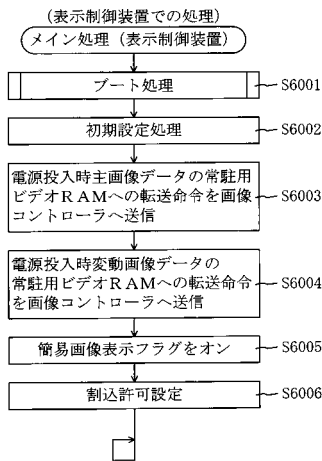 (表示制御装置での処理)
メイン処理(表示制御装置)
ブート処理
S6001
初期設定処理
S6002
電源投入時主画像データの常駐用
ビデオRAMへの転送命令を画像
コントローラへ送信
S6003
電源投入時変動画像データの
常駐用ビデオRAMへの転送命令
を画像コントローラへ送信
S6004
簡易画像表示フラグをオン
S6005
割込許可設定
S6006